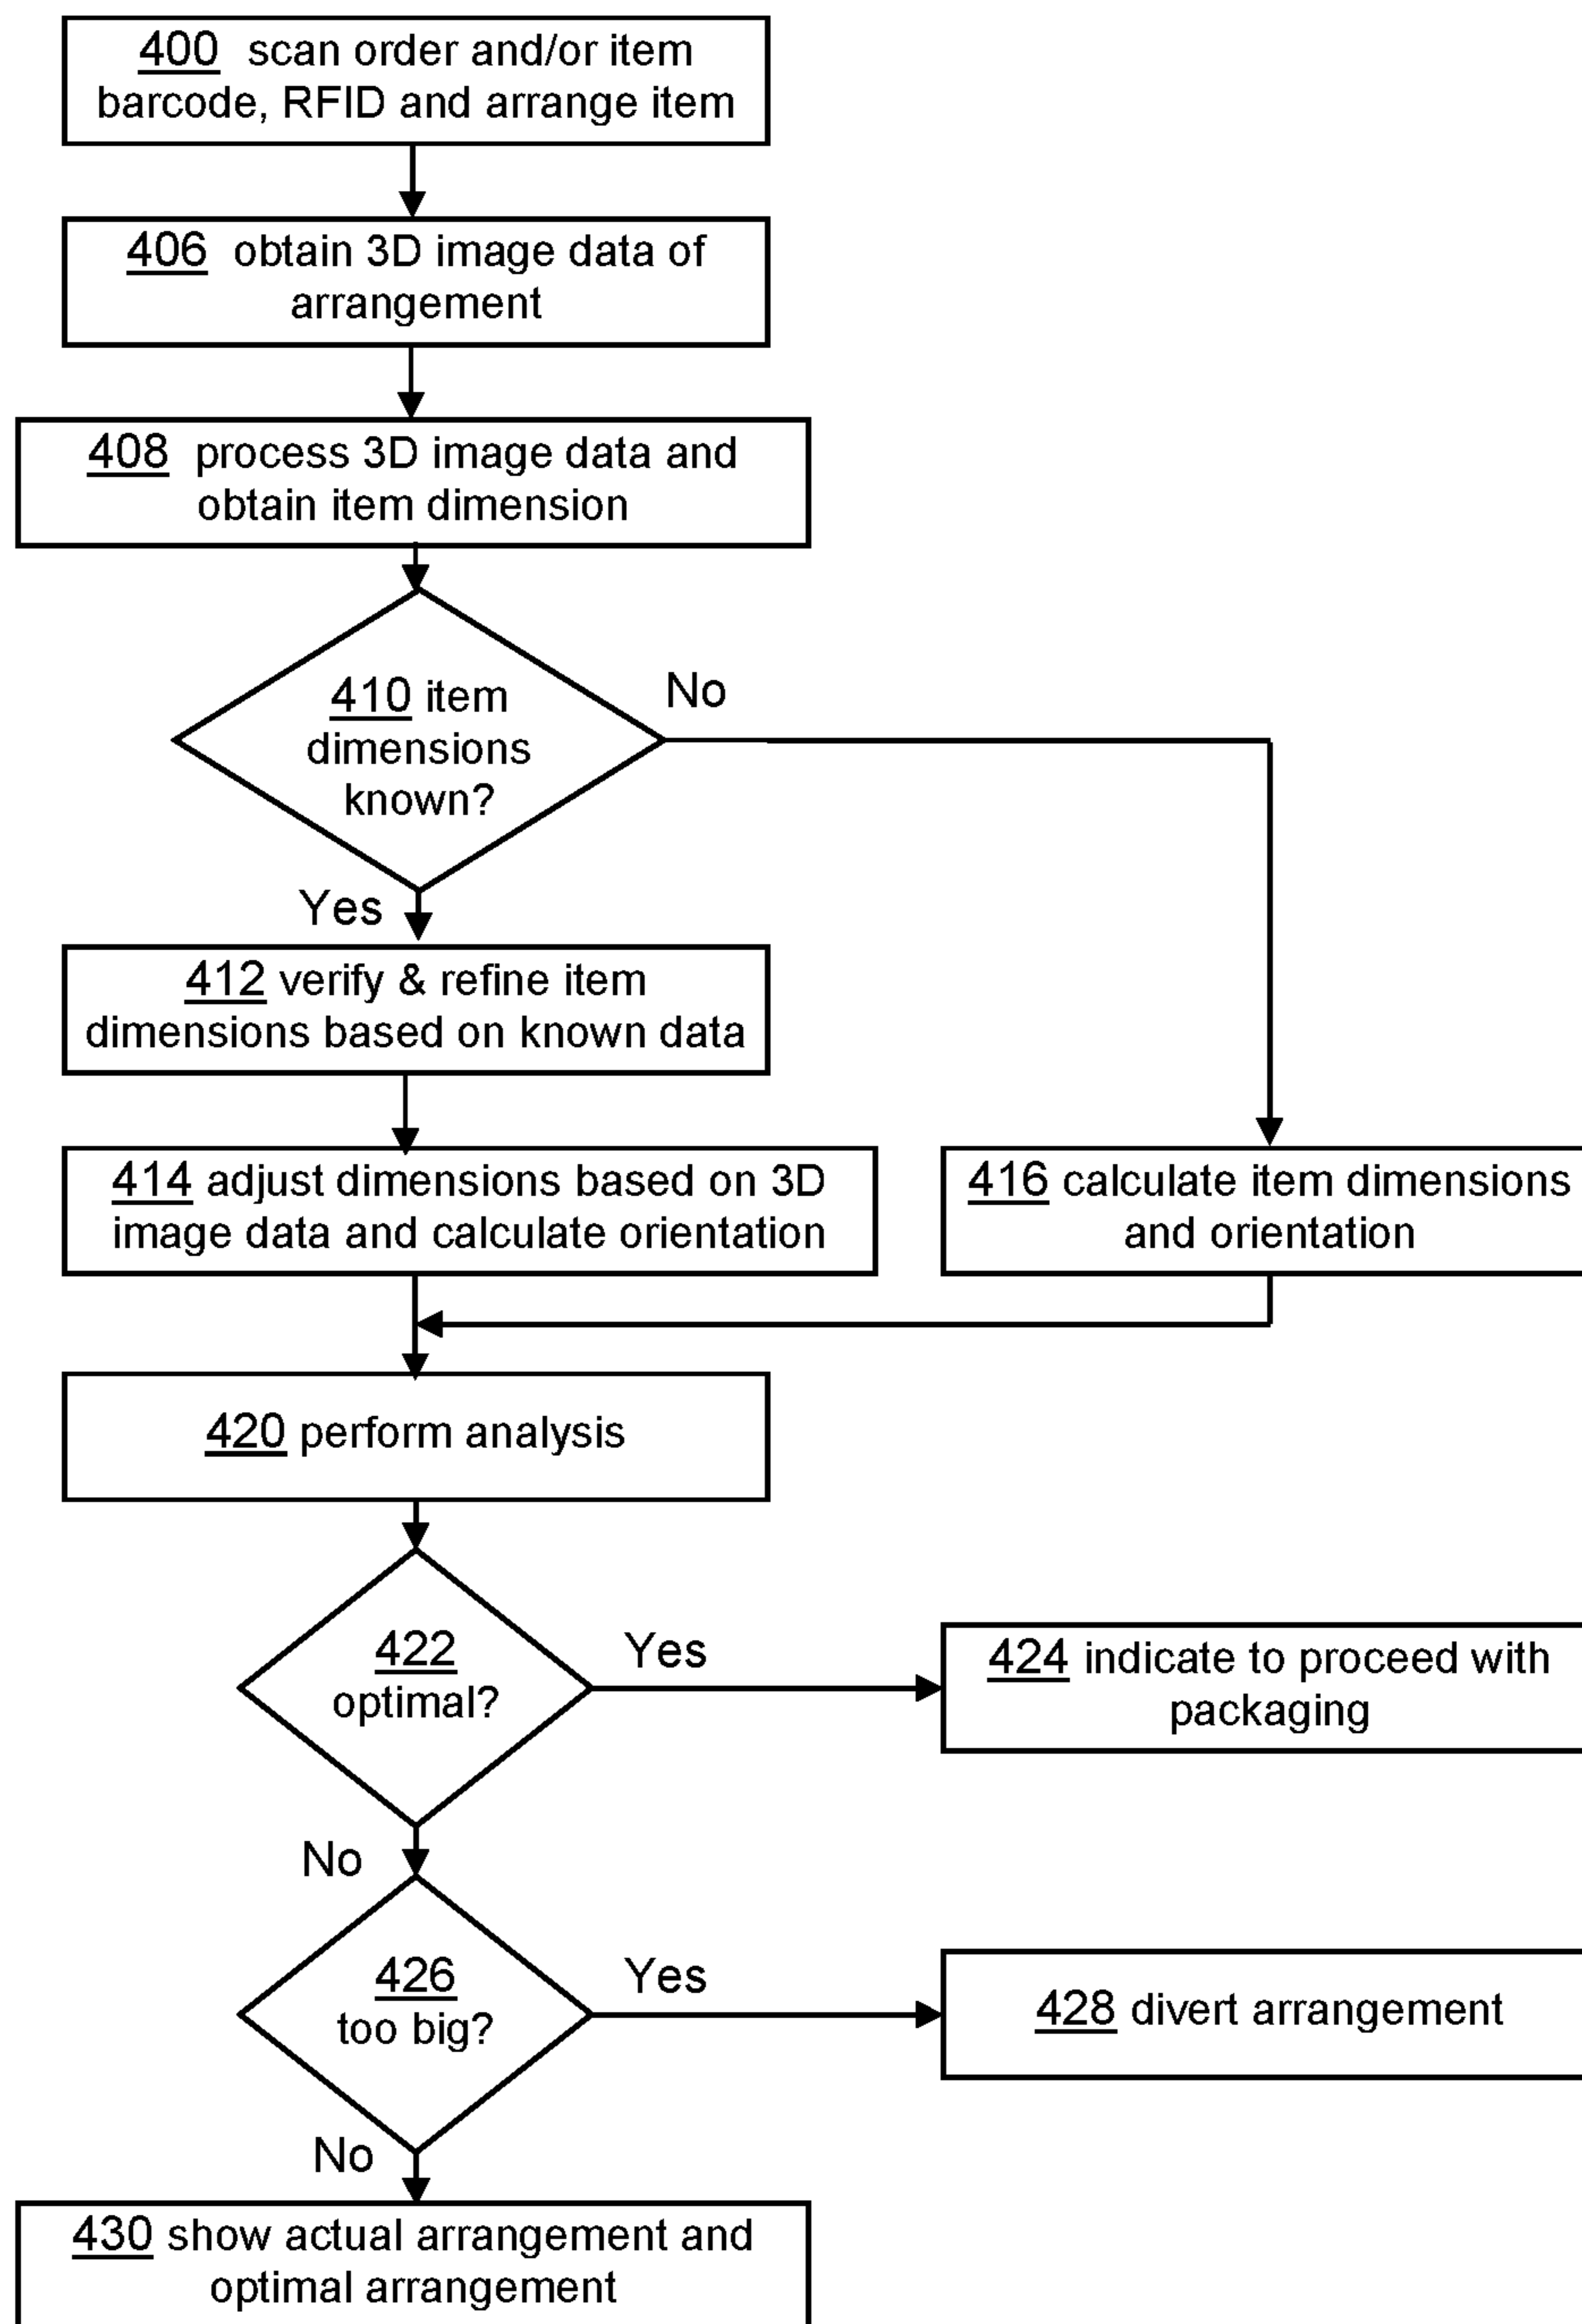 400 scan order and/or item
barcode, RFID and arrange item
406 obtain 3D image data of
arrangement
408 process 3D image data and
obtain item dimension
410 item
dimensions
known?
No
Yes
412 verify & refine item
dimensions based on known data
414 adjust dimensions based on 3D
image data and calculate orientation
416 calculate item dimensions
and orientation
420 perform analysis
422
optimal?
Yes
424 indicate to proceed with
packaging
No
426
too big?
Yes
428 divert arrangement
No
430 show actual arrangement and
optimal arrangement